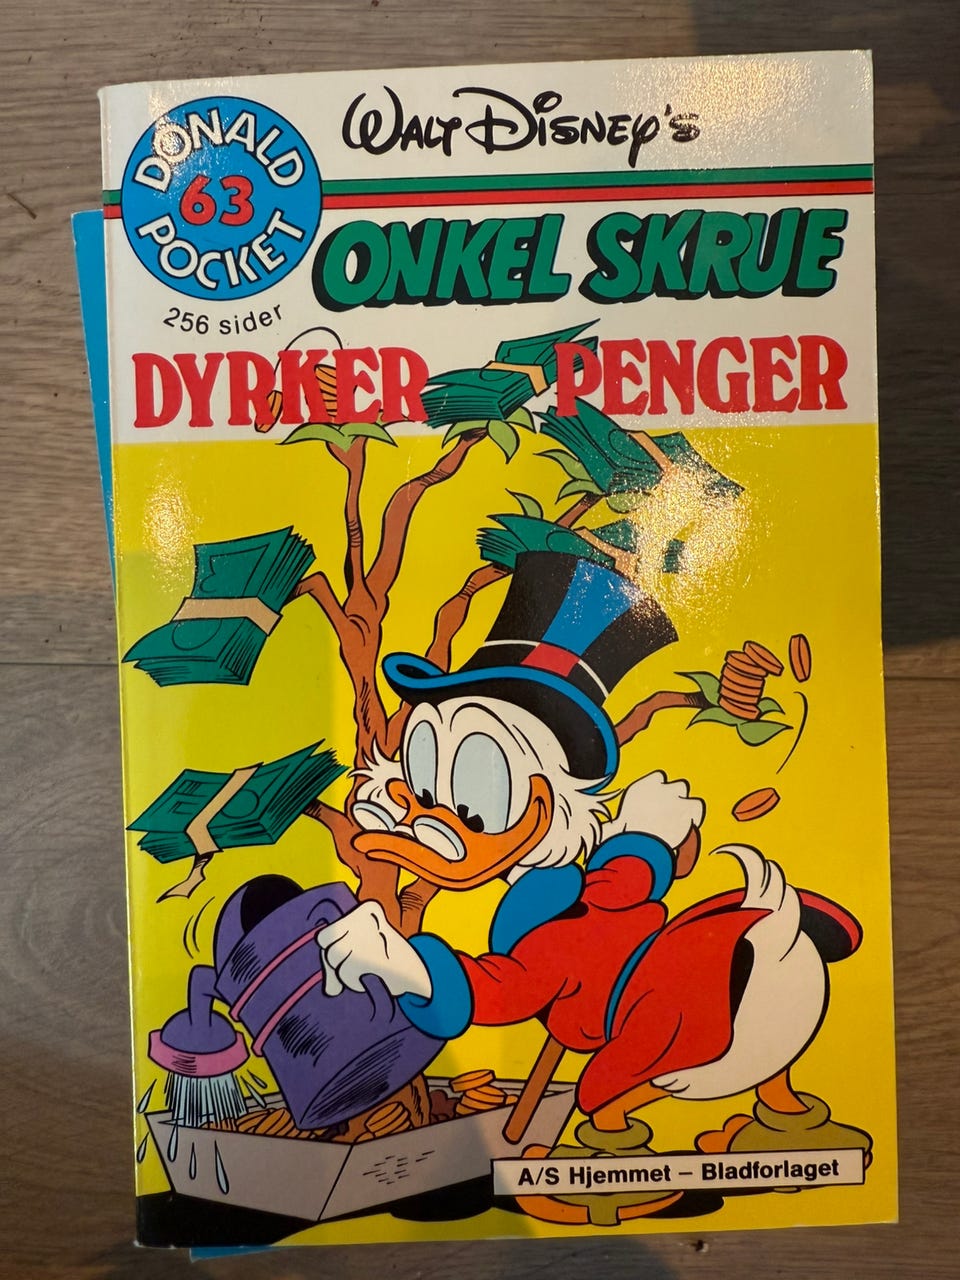 DONALD
63
POCKET
WALT DISNEY'S
ONKEL SKRUE
256 sider
DYRKER PENGER
A/S Hjemmet – Bladforlaget